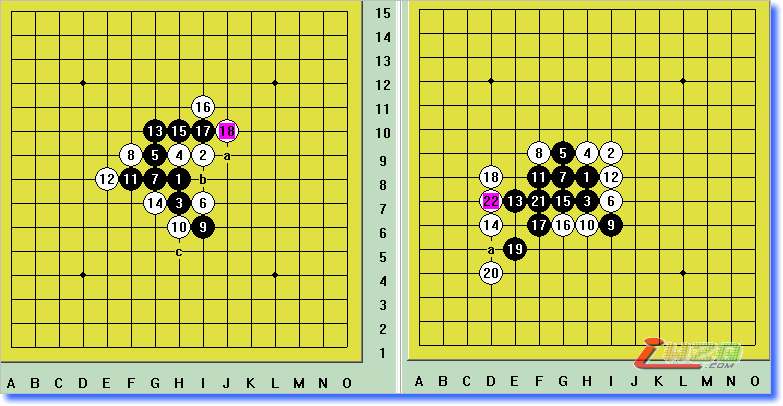 15
14
13
12
16 11
13 15 17 18 10
8 5 4 2 a 9 8 5 4 2
12 11 7 1 b 8 18 11 7 1 12
14 3 6 7 22 13 21 15 3 6
10 9 6 14 17 16 10 9
c 5 a 19
4 20
3
2
1
A B C D E F G H I J K L M N O A B C D E F G H I J K L M N O
.COM